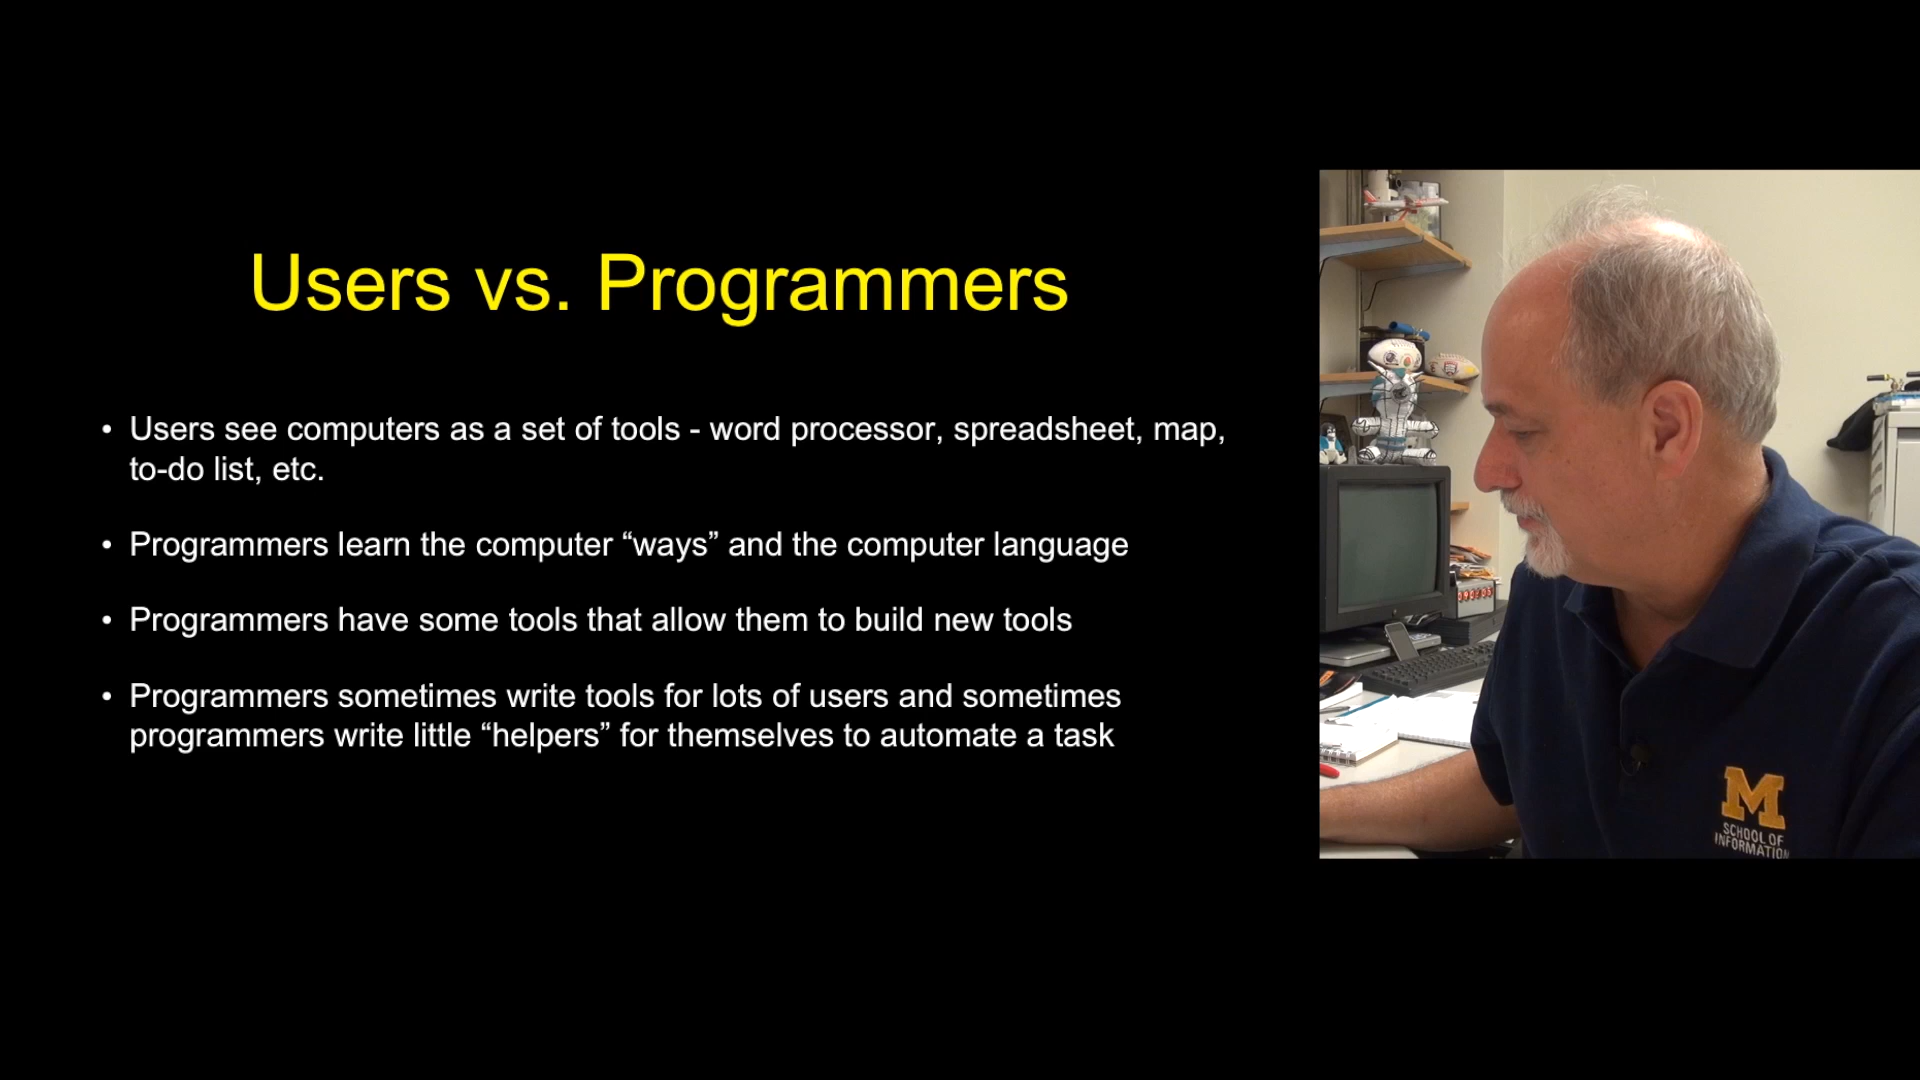 Users vs. Programmers
• Users see computers as a set of tools - word processor, spreadsheet, map,
to-do list, etc.
• Programmers learn the computer “ways” and the computer language
• Programmers have some tools that allow them to build new tools
• Programmers sometimes write tools for lots of users and sometimes
programmers write little “helpers” for themselves to automate a task
M
SCHOOL OF
INFORMATION